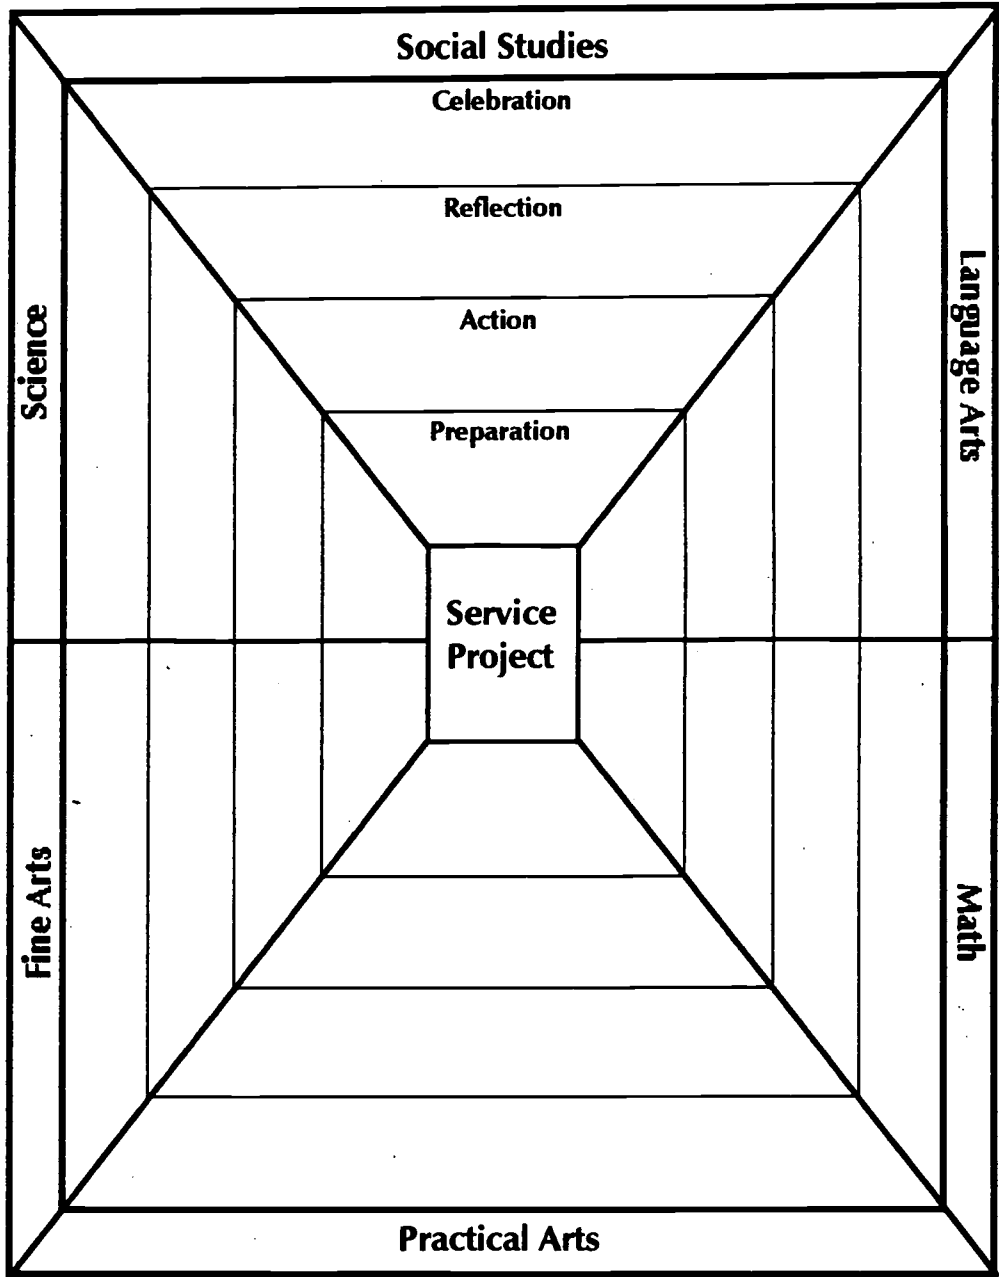 Social Studies
Celebration
Reflection
Action
Preparation
Science
Language Arts
Service
Project
Fine Arts
Math
Practical Arts